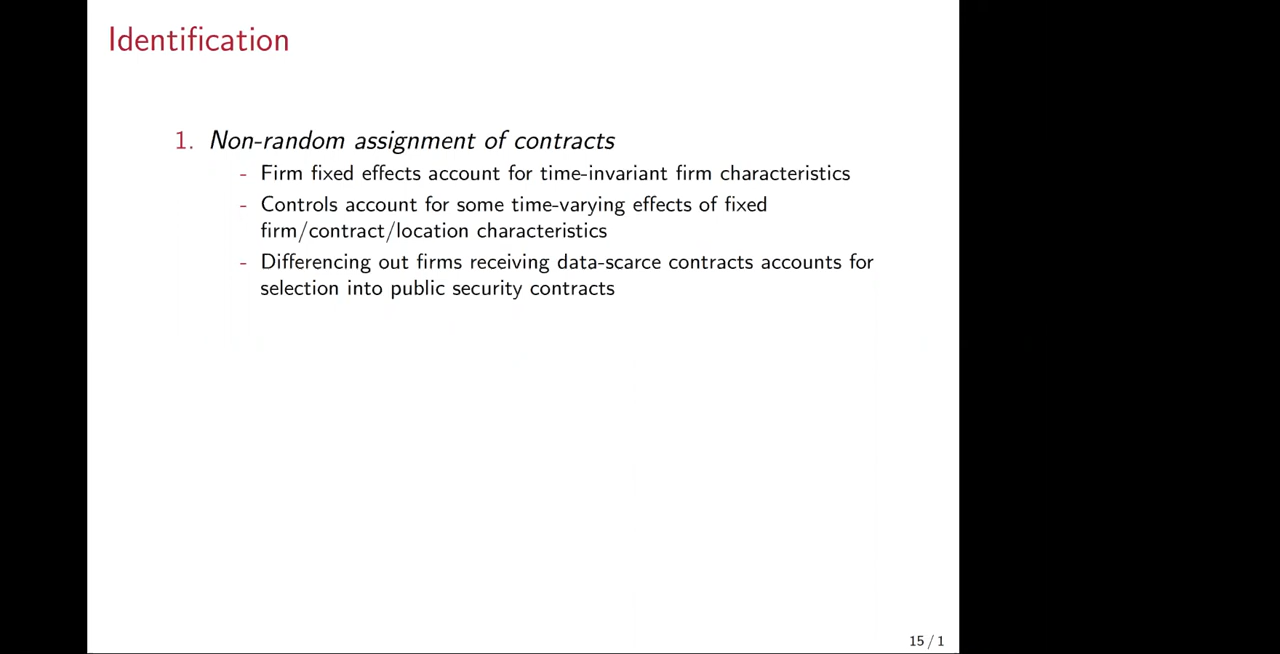 Identification
1. Non-random assignment of contracts
- Firm fixed effects account for time-invariant firm characteristics
- Controls account for some time-varying effects of fixed
firm/contract/location characteristics
- Differencing out firms receiving data-scarce contracts accounts for
selection into public security contracts
15 / 1